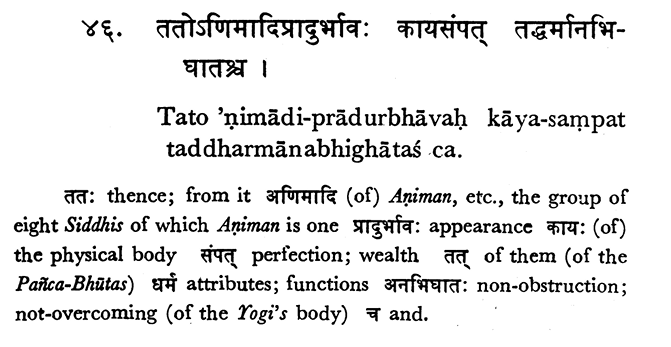 ४६. ततोऽणिमादिप्रादुर्भावः कायसंपत् तद्धर्मानभि-
घातश्च ।
Tato ’ṇimādi-prādurbhāvaḥ kāya-saṃpat
taddharmānabhighātaś ca.
ततः thence; from it अणिमादि (of) Aṇiman, etc., the group of
eight Siddhis of which Aṇiman is one प्रादुर्भावः appearance कायः (of)
the physical body संपत् perfection; wealth तत् of them (of the
Pañca-Bhūtas) धर्म attributes; functions अनभिघातः non-obstruction;
not-overcoming (of the Yogi’s body) च and.